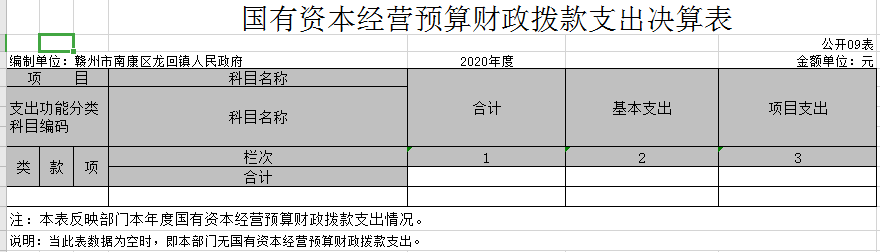 国有资本经营预算财政拨款支出决算表
公开09表
编制单位：赣州市南康区龙回镇人民政府 2020年度 金额单位：元
项 目 科目名称 合计 基本支出 项目支出
支出功能分类
科目编码 科目名称
类 款 项 栏次 1 2 3
合计
注：本表反映部门本年度国有资本经营预算财政拨款支出情况。
说明：当此表数据为空时，即本部门无国有资本经营预算财政拨款支出。